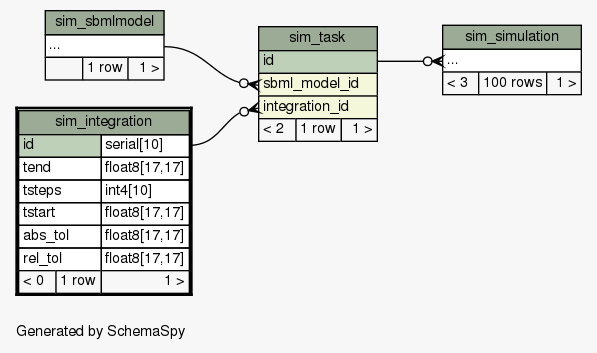 sim_sbmlmodel
...
1 row 1 >
sim_task
id
sbml_model_id
integration_id
< 2 1 row 1 >
sim_simulation
...
< 3 100 rows 1 >
sim_integration
id serial[10]
tend float8[17,17]
tsteps int4[10]
tstart float8[17,17]
abs_tol float8[17,17]
rel_tol float8[17,17]
< 0 1 row 1 >
Generated by SchemaSpy